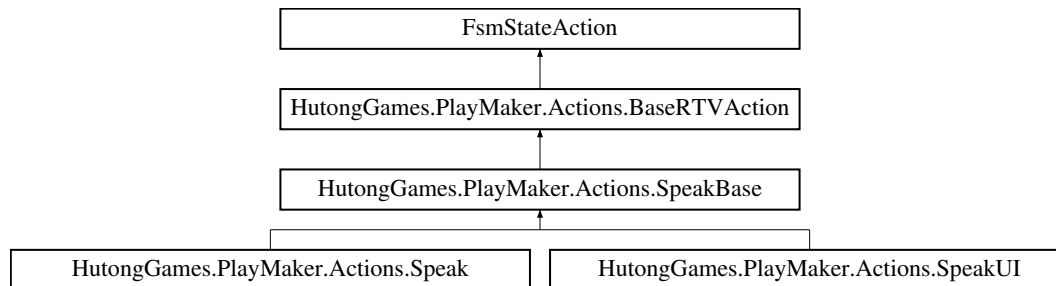 FsmStateAction
HutongGames.PlayMaker.Actions.BaseRTVAction
HutongGames.PlayMaker.Actions.SpeakBase
HutongGames.PlayMaker.Actions.Speak
HutongGames.PlayMaker.Actions.SpeakUI